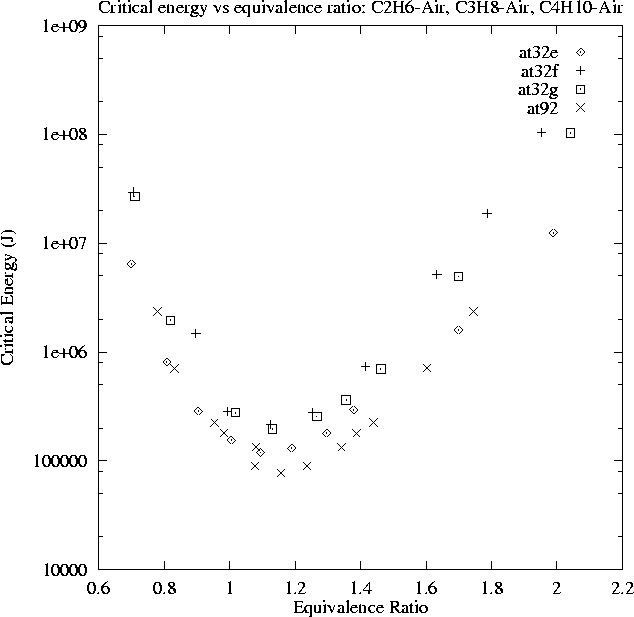 Critical energy vs equivalence ratio: C2H6-Air, C3H8-Air, C4H10-Air
1e+09
at32e
at32f
at32g
at92
1e+08
1e+07
Critical Energy (J)
1e+06
100000
10000
0.6 0.8 1 1.2 1.4 1.6 1.8 2 2.2
Equivalence Ratio